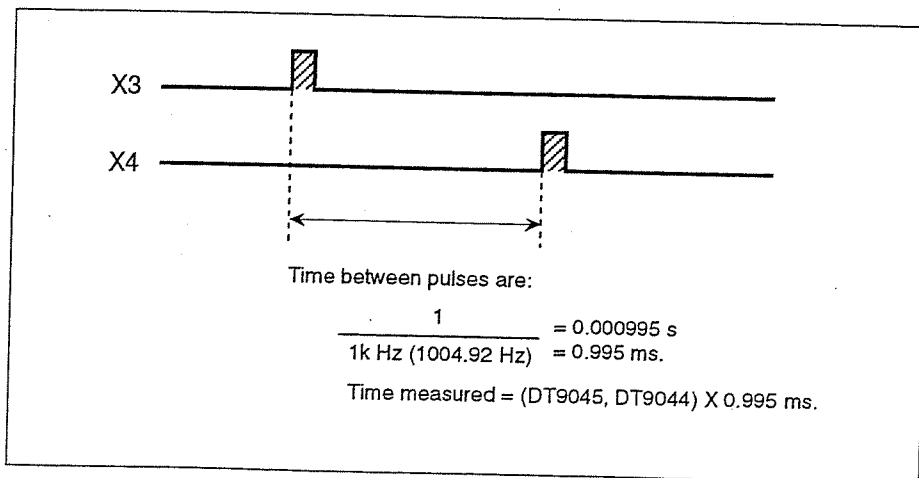 X3
X4
Time between pulses are:
1
1k Hz (1004.92 Hz)
= 0.000995 s
= 0.995 ms.
Time measured = (DT9045, DT9044) X 0.995 ms.